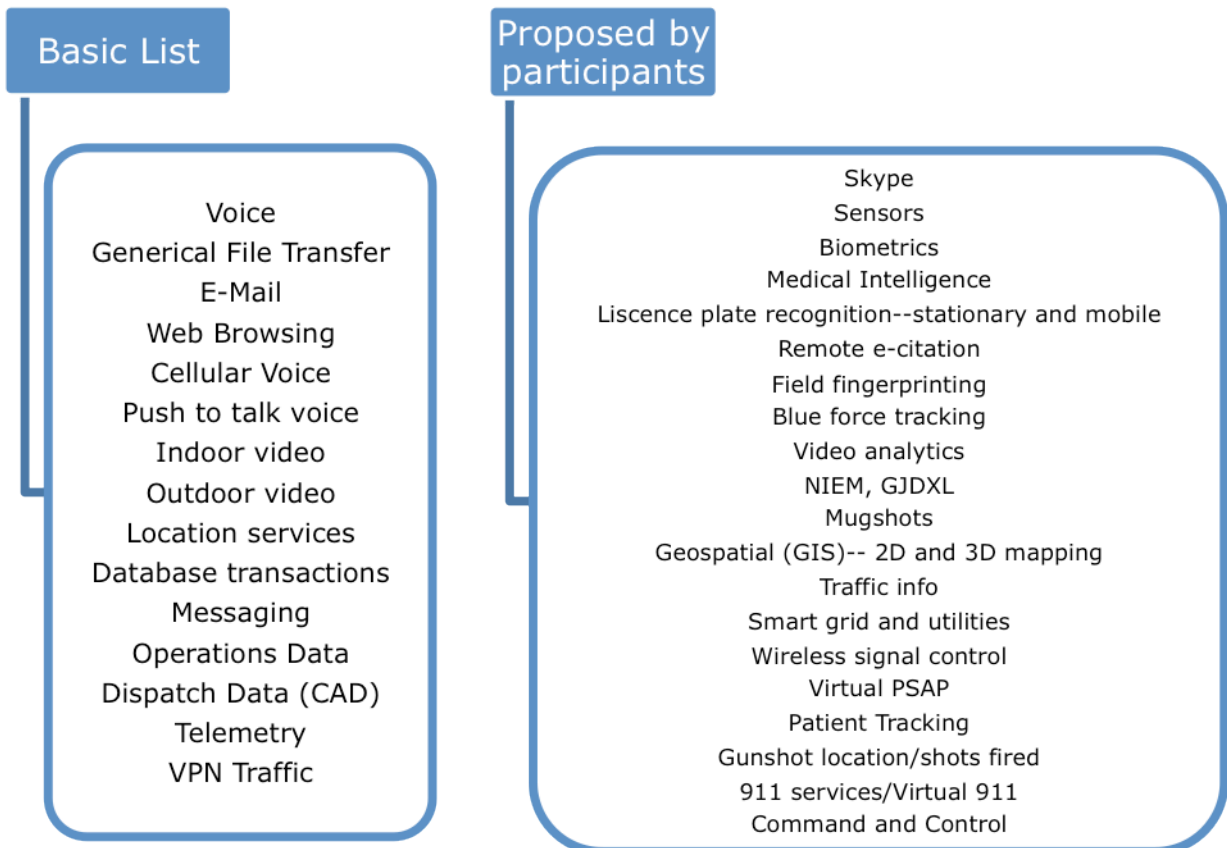 Basic List
Voice
Generical File Transfer
E-Mail
Web Browsing
Cellular Voice
Push to talk voice
Indoor video
Outdoor video
Location services
Database transactions
Messaging
Operations Data
Dispatch Data (CAD)
Telemetry
VPN Traffic
Proposed by
participants
Skype
Sensors
Biometrics
Medical Intelligence
Liscence plate recognition--stationary and mobile
Remote e-citation
Field fingerprinting
Blue force tracking
Video analytics
NIEM, GJDXL
Mugshots
Geospatial (GIS)-- 2D and 3D mapping
Traffic info
Smart grid and utilities
Wireless signal control
Virtual PSAP
Patient Tracking
Gunshot location/shots fired
911 services/Virtual 911
Command and Control